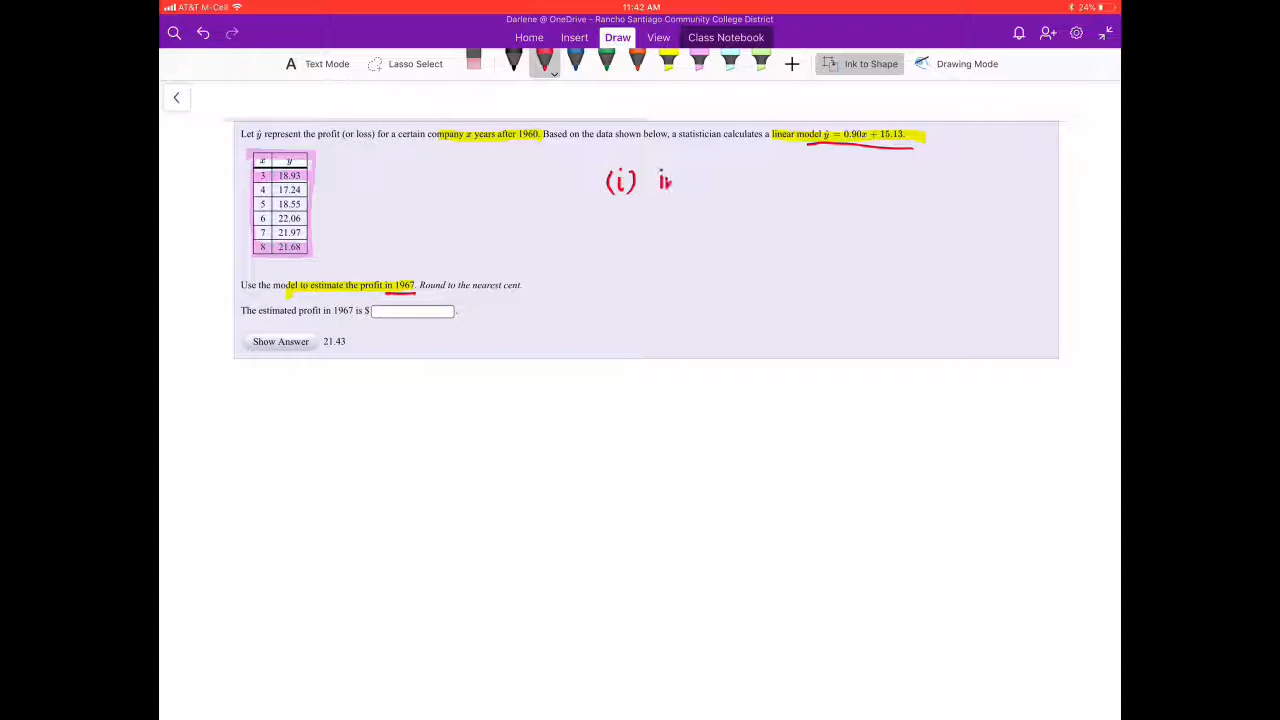 AT&T M-Cell 11:42 AM 24%
Darlene @ OneDrive – Rancho Santiago Community College District
Home Insert Draw View Class Notebook
Text Mode Lasso Select Ink to Shape Drawing Mode
Let ŷ represent the profit (or loss) for a certain company x years after 1960. Based on the data shown below, a statistician calculates a linear model ŷ = 0.90x + 15.13.
x y
3 18.93
4 17.24
5 18.55
6 22.06
7 21.97
8 21.68
(i) in
Use the model to estimate the profit in 1967. Round to the nearest cent.
The estimated profit in 1967 is $ .
Show Answer 21.43